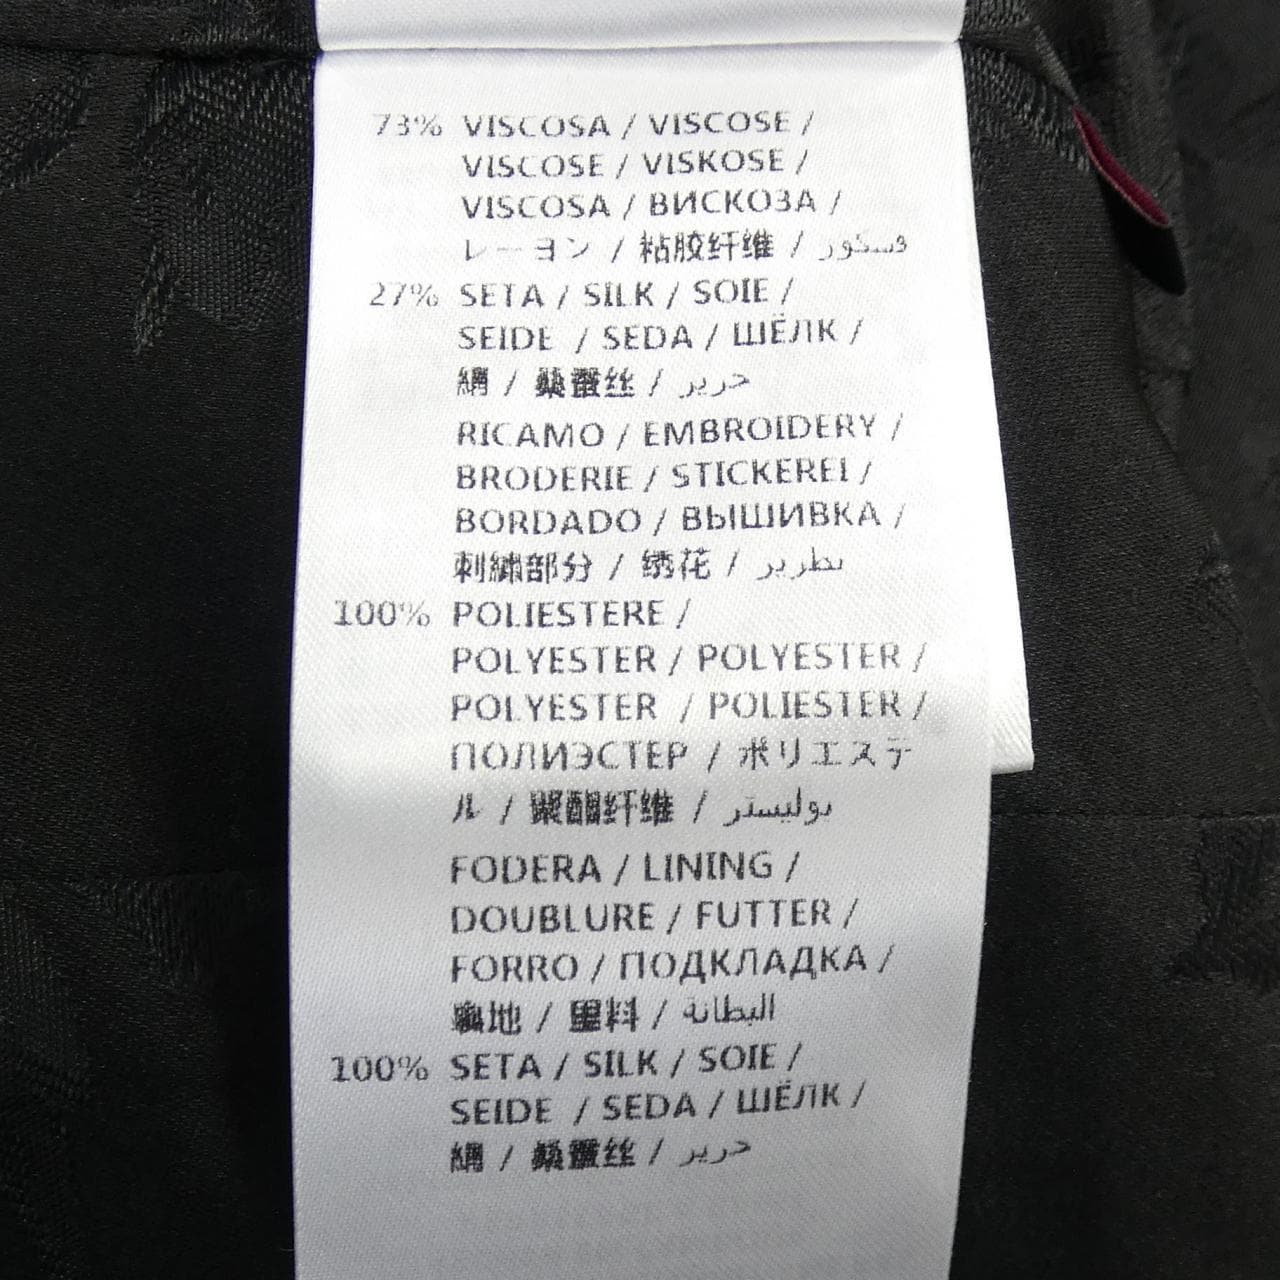 73% VISCOSA / VISCOSE /
VISCOSE / VISKOSE /
VISCOSA / ВИСКОЗА /
レーヨン / 粘胶纤维 / فسكور
27% SETA / SILK / SOIE /
SEIDE / SEDA / ШЁЛК /
絹 / 桑蚕丝 / حرير
RICAMO / EMBROIDERY /
BRODERIE / STICKEREI /
BORDADO / ВЫШИВКА /
刺繍部分 / 绣花 / تطريز
100% POLIESTERE /
POLYESTER / POLYESTER /
POLYESTER / POLIESTER /
ПОЛИЭСТЕР / ポリエステ
ル / 聚酯纤维 / بوليستر
FODERA / LINING /
DOUBLURE / FUTTER /
FORRO / ПОДКЛАДКА /
裏地 / 里料 / البطانة
100% SETA / SILK / SOIE /
SEIDE / SEDA / ШЁЛК /
絹 / 桑蚕丝 / حرير